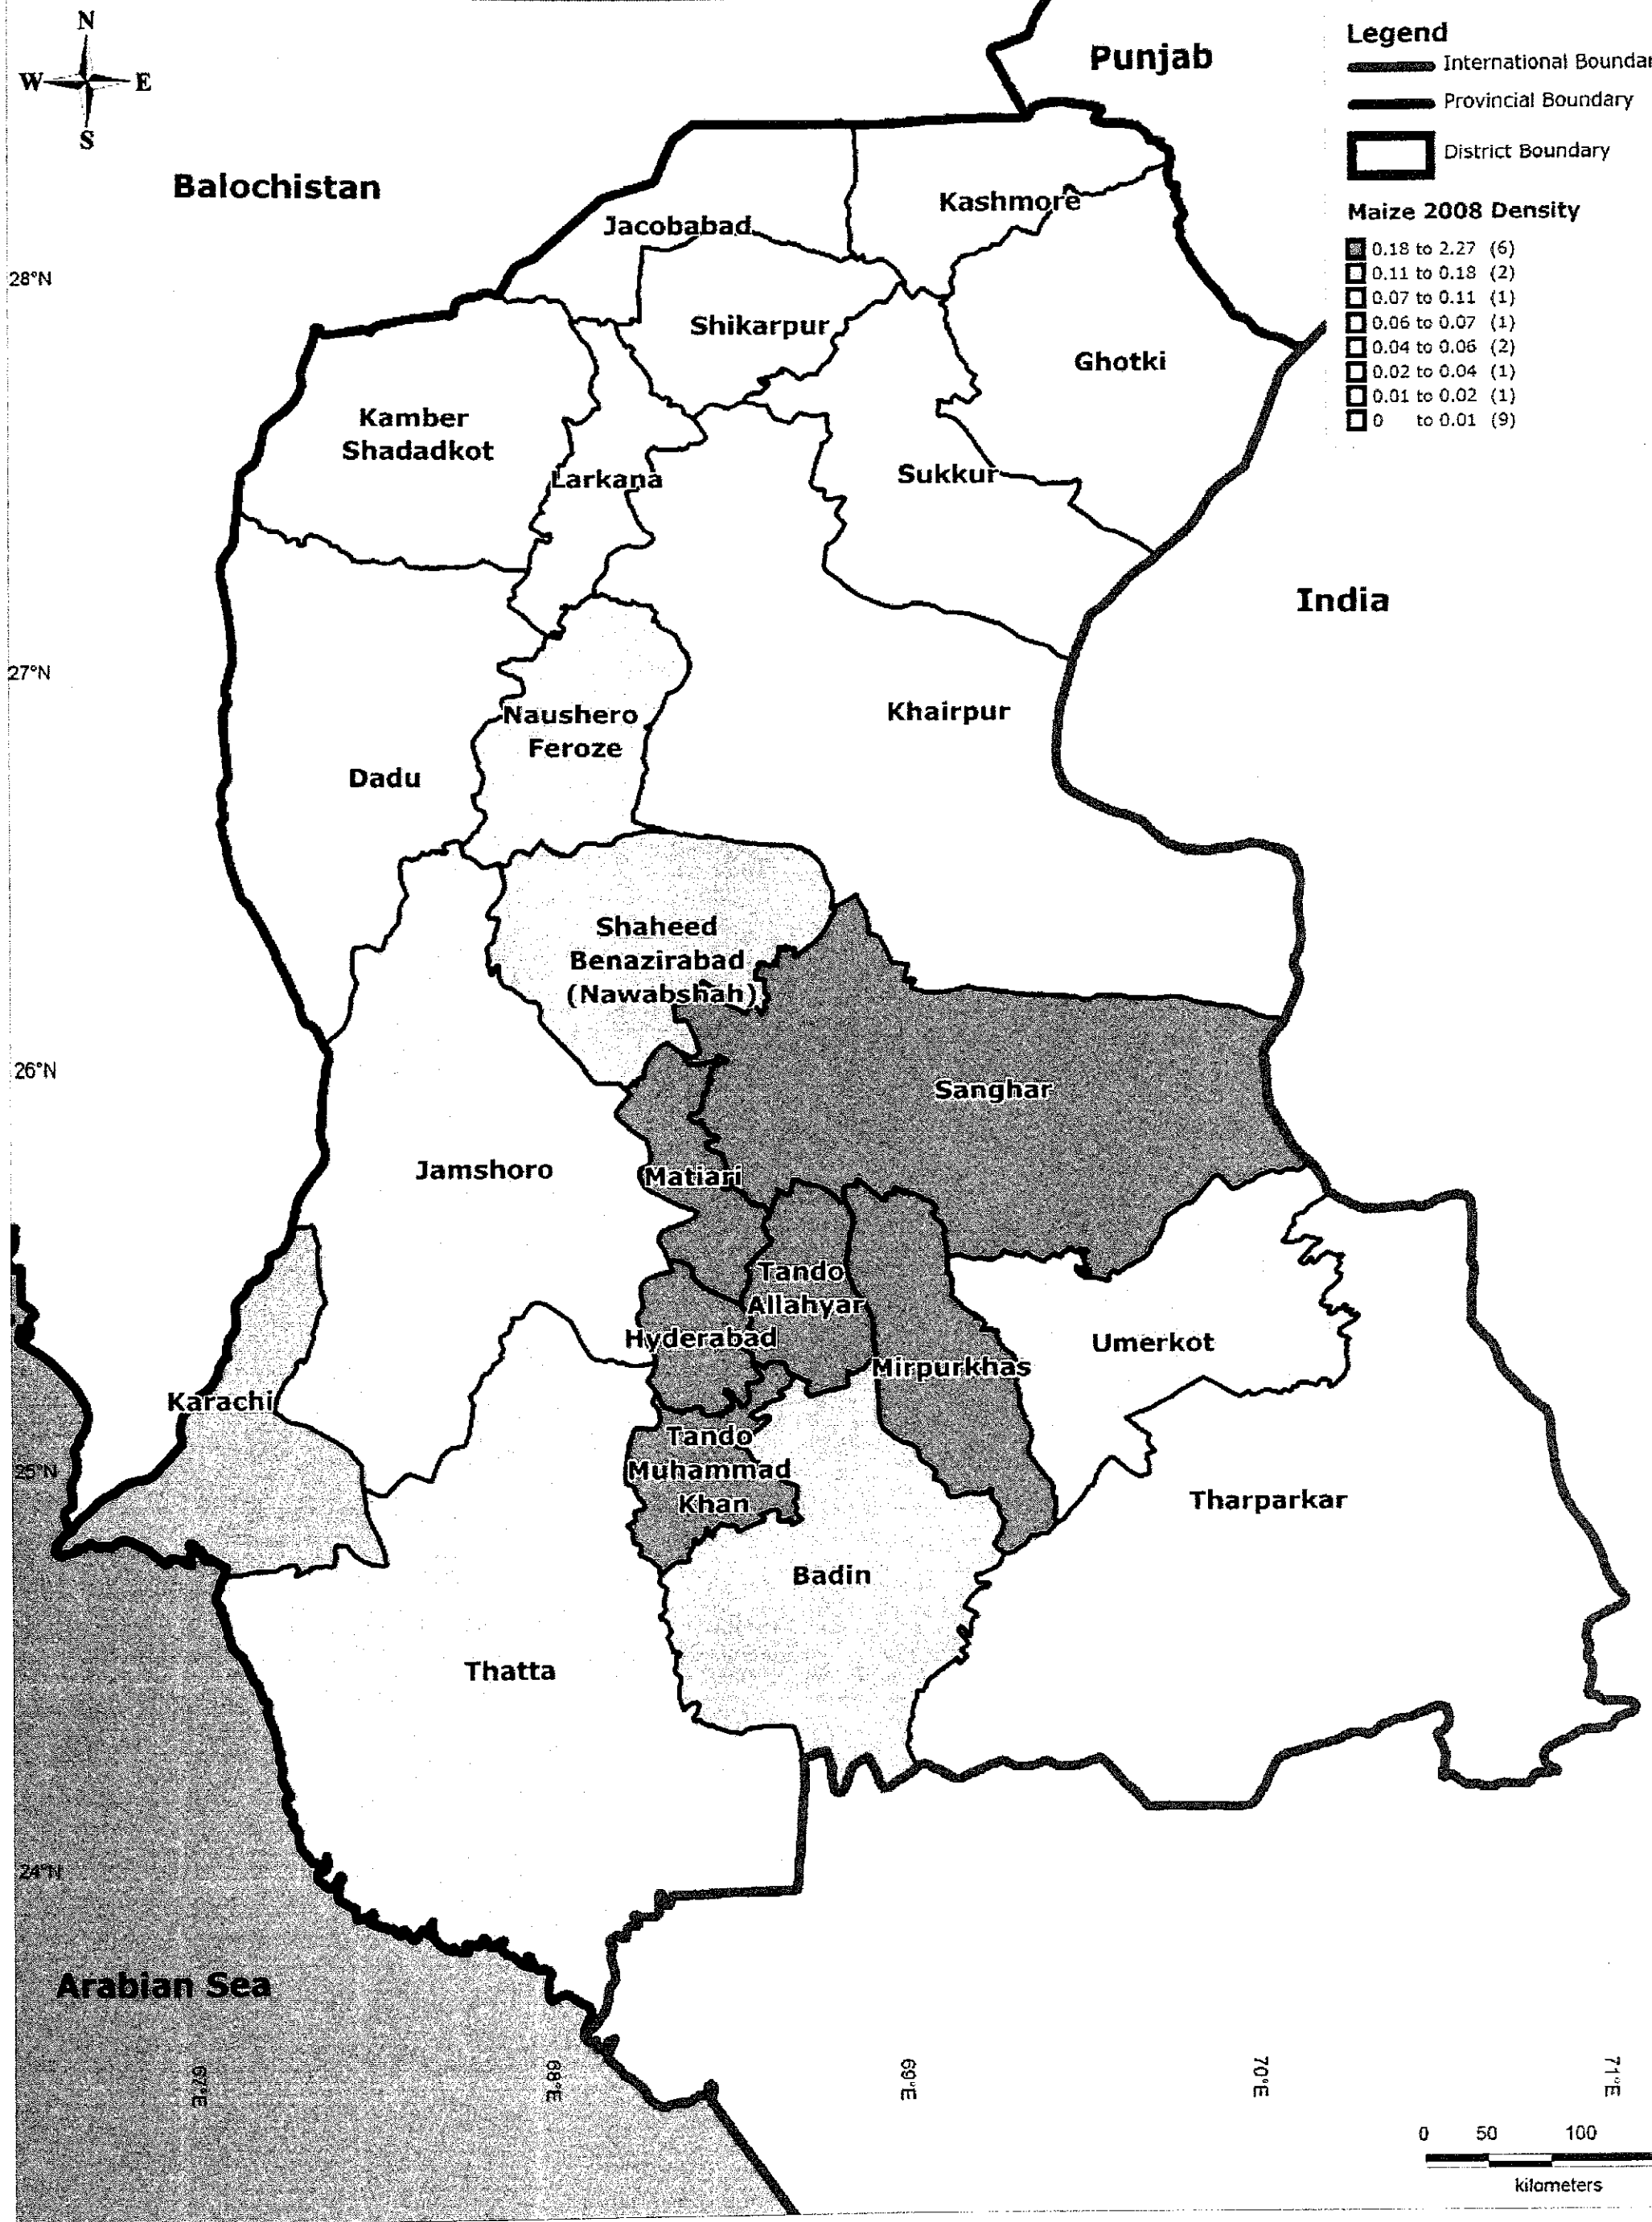 N
W E
S
Punjab
Legend
International Boundar
Provincial Boundary
District Boundary
Balochistan
Kashmore
Jacobabad
Maize 2008 Density
0.18 to 2.27 (6)
0.11 to 0.18 (2)
0.07 to 0.11 (1)
0.06 to 0.07 (1)
0.04 to 0.06 (2)
0.02 to 0.04 (1)
0.01 to 0.02 (1)
0 to 0.01 (9)
28°N
Shikarpur
Ghotki
Kamber
Shadadkot
Larkana
Sukkur
India
27°N
Naushero
Feroze
Khairpur
Dadu
Shaheed
Benazirabad
(Nawabshah)
26°N
Sanghar
Jamshoro
Matiari
Tando
Allahyar
Hyderabad
Umerkot
Mirpurkhas
Karachi
Tando
Muhammad
Khan
25°N
Tharparkar
Badin
Thatta
24°N
Arabian Sea
67°E
68°E
69°E
70°E
71°E
0 50 100
kilometers